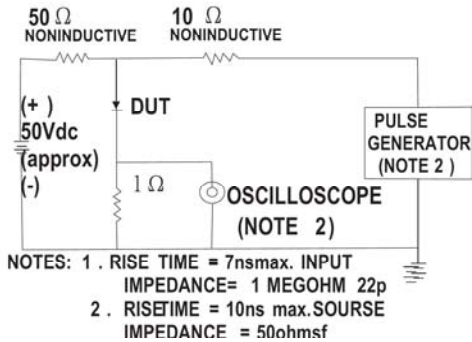 50 Ω
NONINDUCTIVE
10 Ω
NONINDUCTIVE
(+)
50Vdc
(approx)
(-)
DUT
1 Ω
OSCILLOSCOPE
(NOTE 2)
PULSE
GENERATOR
(NOTE 2)
NOTES: 1 . RISE TIME = 7nsmax. INPUT
IMPEDANCE= 1 MEGOHM 22p
2 . RISETIME = 10ns max.SOURSE
IMPEDANCE = 50ohmsf